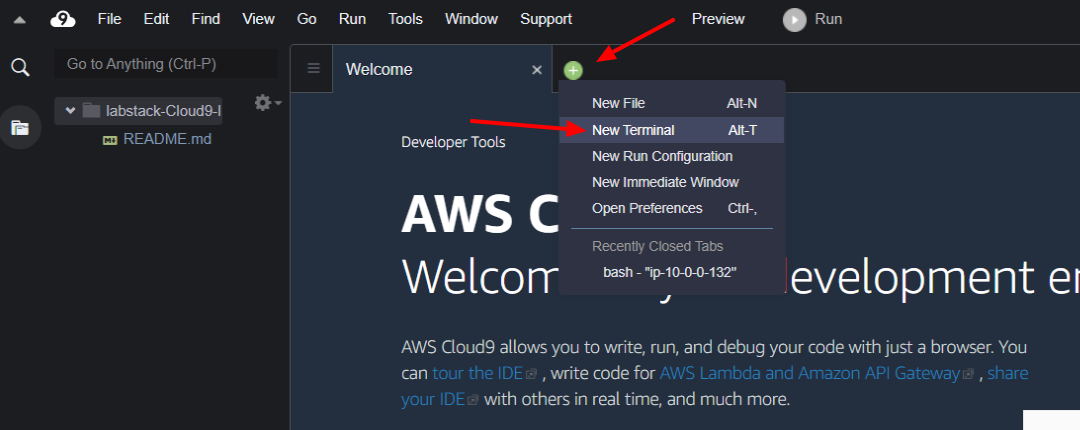 9 File Edit Find View Go Run Tools Window Support Preview Run
Go to Anything (Ctrl-P)
Welcome
labstack-Cloud9-I
README.md
New File Alt-N
New Terminal Alt-T
New Run Configuration
New Immediate Window
Open Preferences Ctrl-,
Recently Closed Tabs
bash - "ip-10-0-0-132"
Developer Tools
AWS C
Welcom evelopment en
AWS Cloud9 allows you to write, run, and debug your code with just a browser. You
can tour the IDE , write code for AWS Lambda and Amazon API Gateway , share
your IDE with others in real time, and much more.